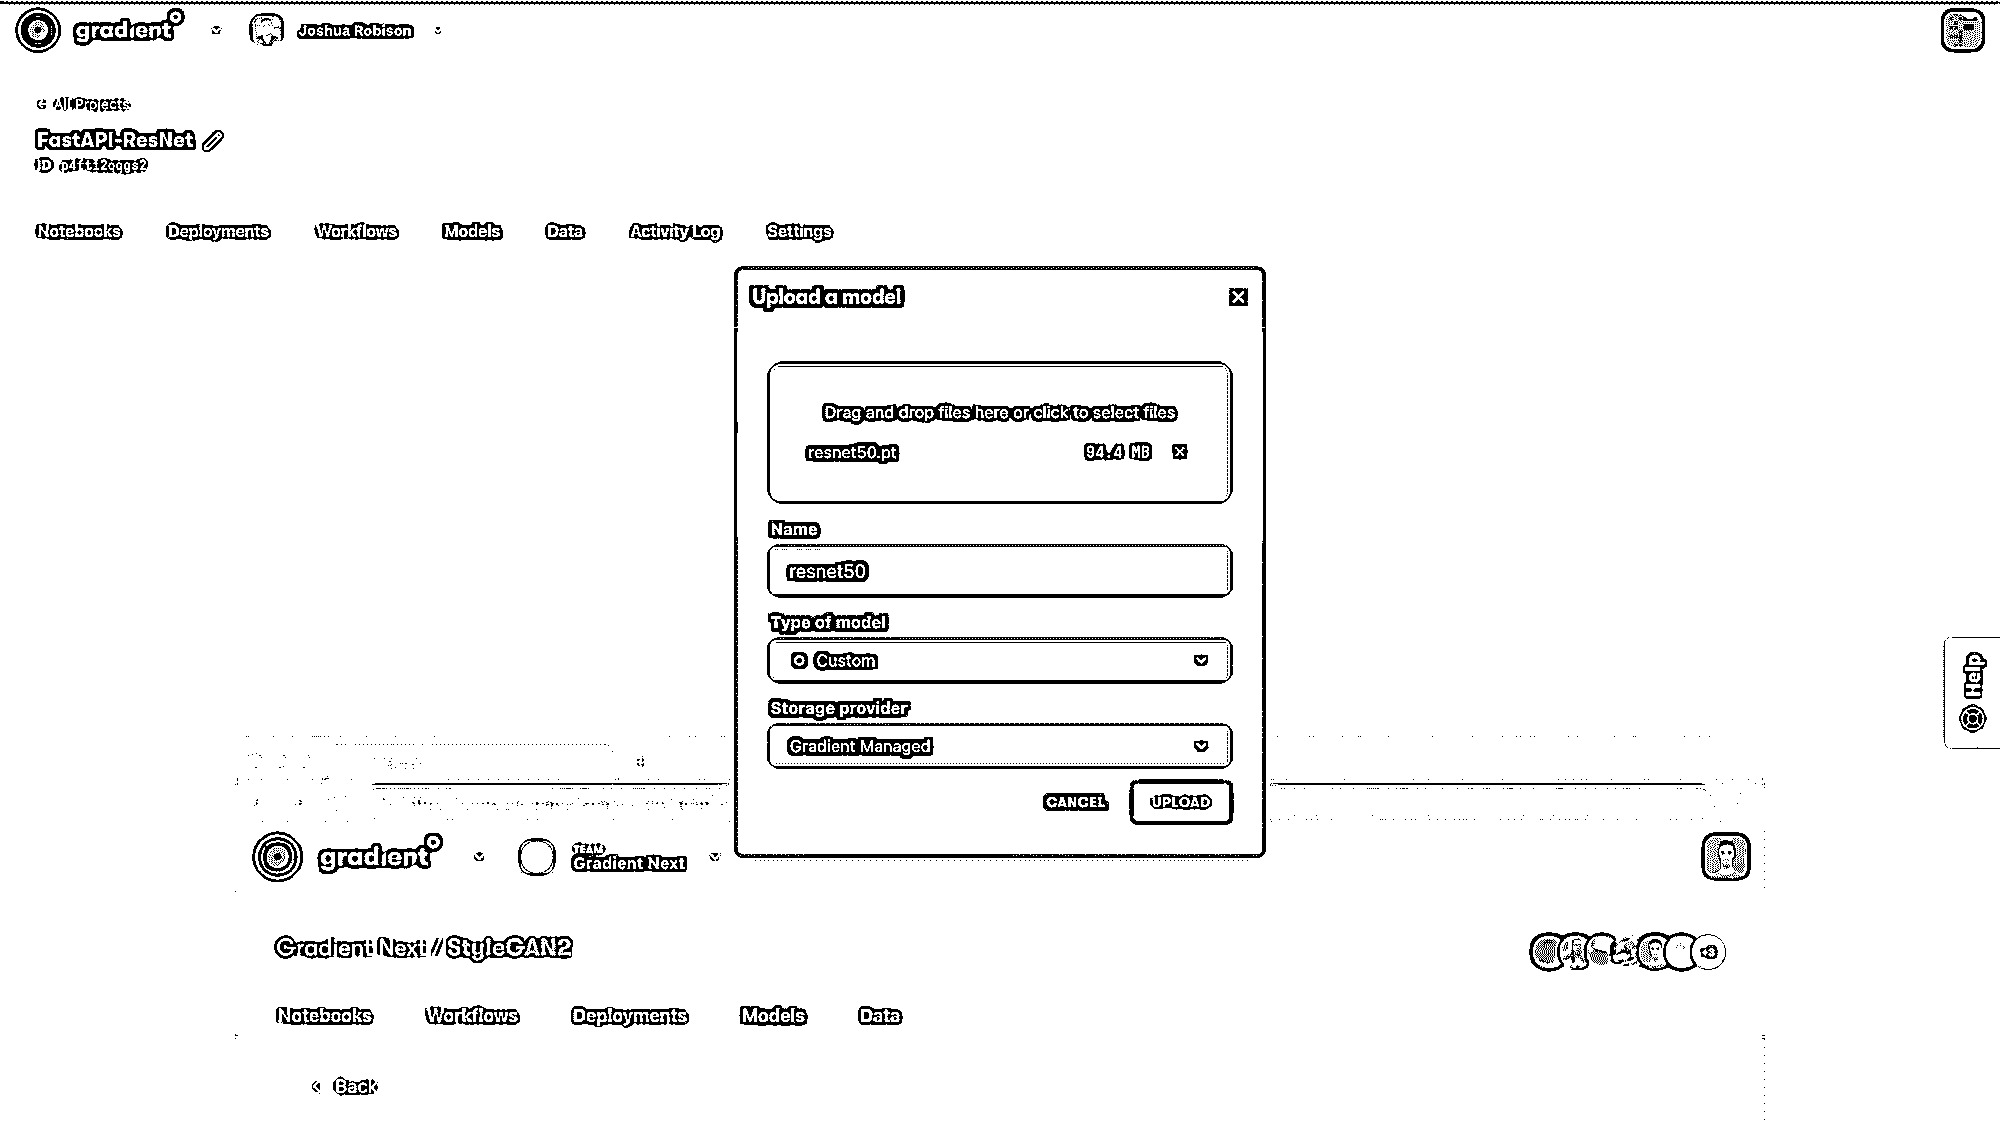 gradient
Joshua Robison
All Projects
FastAPI-ResNet
ID
Notebooks Deployments Workflows Models Data Activity Log Settings
Upload a model
Drag and drop files here or click to select files
resnet50.pt 94.4 MB
Name
resnet50
Type of model
Custom
Storage provider
Gradient Managed
CANCEL UPLOAD
Help
gradient
TEAM
Gradient Next
Gradient Next // StyleGAN2
Notebooks Workflows Deployments Models Data
Back